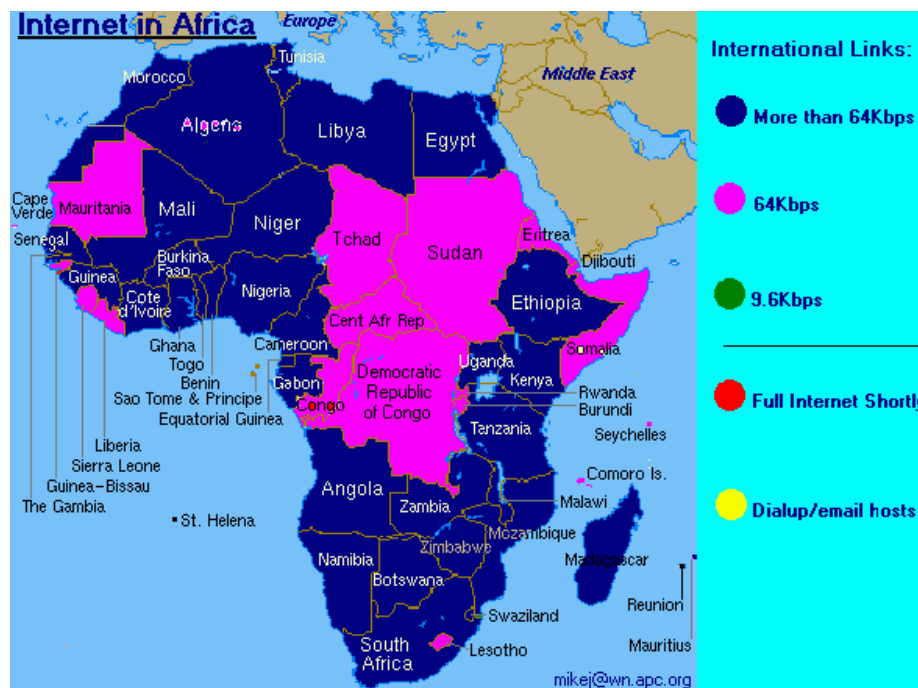 Internet in Africa
Europe
Middle East
Tunisia
Morocco
Algeria
Libya
Egypt
Cape
Verde
Mauritania
Mali
Niger
Tchad
Sudan
Eritrea
Senegal
Djibouti
Guinea
Burkina
Faso
Nigeria
Ethiopia
Cote
d'Ivoire
Cent Afr Rep
Ghana
Cameroon
Somalia
Togo
Uganda
Benin
Gabon
Democratic
Republic
of Congo
Kenya
Sao Tome & Principe
Congo
Rwanda
Equatorial Guinea
Burundi
Tanzania
Liberia
Seychelles
Sierra Leone
Guinea-Bissau
Comoro Is.
The Gambia
Angola
Malawi
St. Helena
Zambia
Mozambique
Zimbabwe
Madagascar
Namibia
Botswana
Reunion
Swaziland
South
Africa
Lesotho
Mauritius
mikej@wn.apc.org
International Links:
More than 64Kbps
64Kbps
9.6Kbps
Full Internet Shortly
Dialup/email hosts